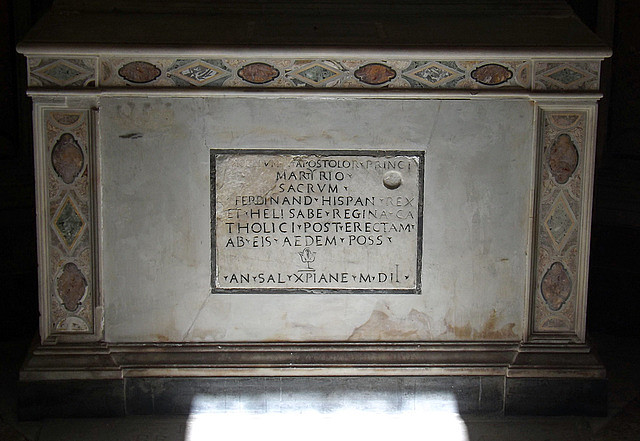 APOSTOLOR▾PRINCI
MARTIRIO▾
SACRVM▾
FERDINAND▾HISPAN▾REX
ET▾HELISABE▾REGINA▾CA
THOLICI▾POST▾ERECTAM▾
AB▾EIS▾AEDEM▾POSS▾
▾AN▾SAL▾XPIANE▾M▾DII▾